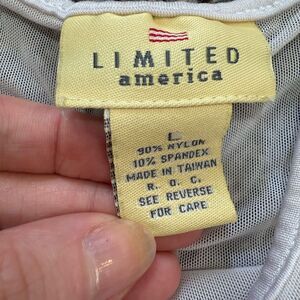 LIMITED
america
L
90% NYLON
10% SPANDEX
MADE IN TAIWAN
R. O. C.
SEE REVERSE
FOR CARE